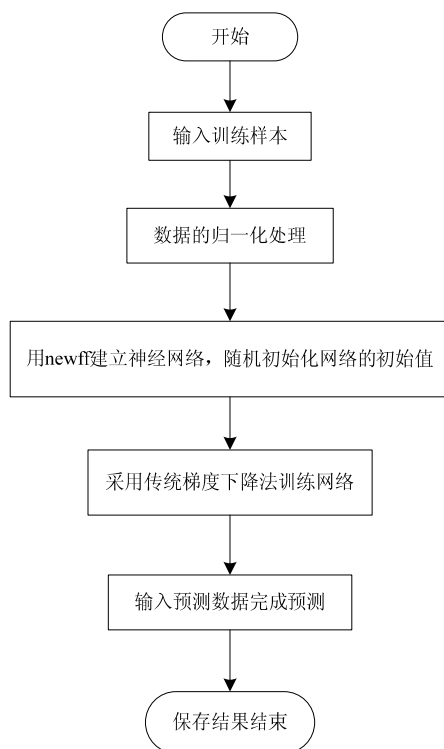 开始
输入训练样本
数据的归一化处理
用newff建立神经网络，随机初始化网络的初始值
采用传统梯度下降法训练网络
输入预测数据完成预测
保存结果结束